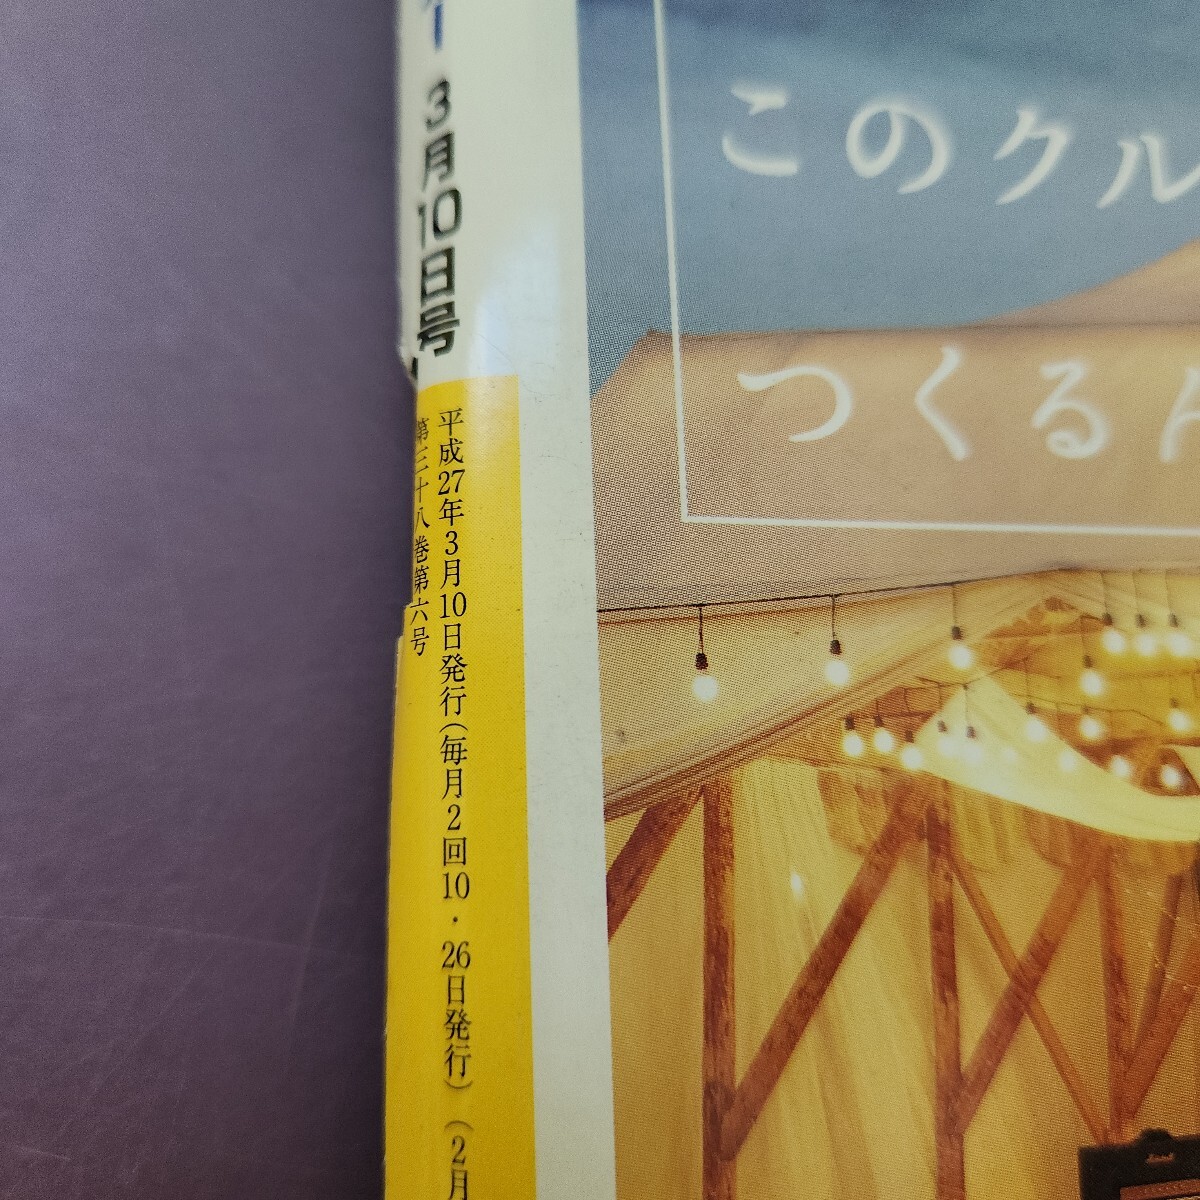 3月10日号
平成27年3月10日発行(毎月2回10・26日発行)(2月
第三十八巻第六号
このクル
つくる